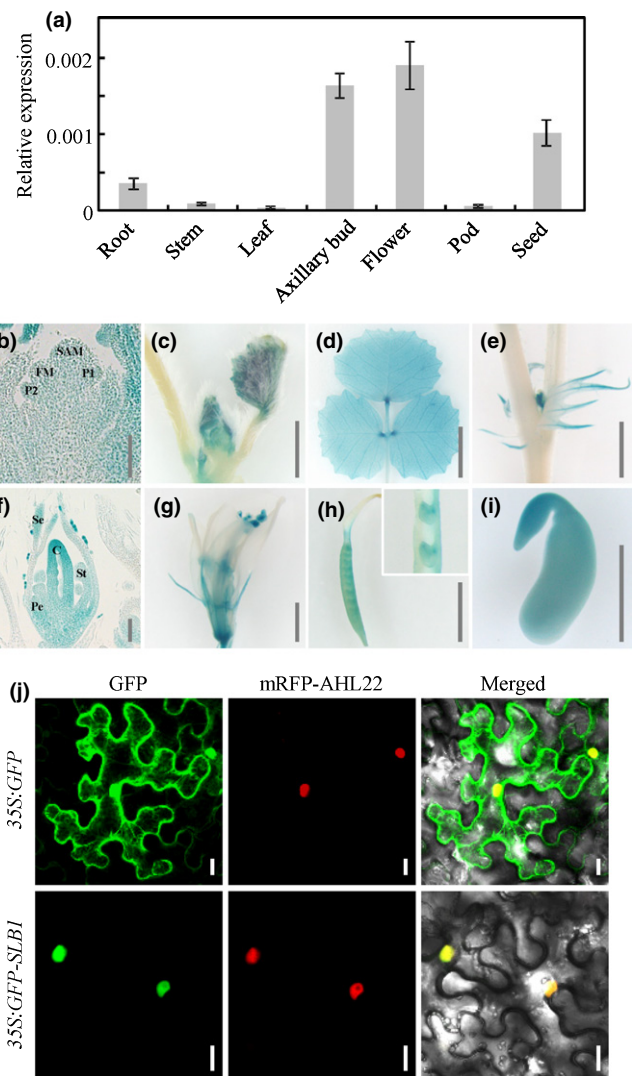 (a)
Relative expression
0.002
0.001
0
Root
Stem
Leaf
Axillary bud
Flower
Pod
Seed
b)
SAM
FM
P1
P2
(c)
(d)
(e)
f)
Se
C
St
Pe
(g)
(h)
(i)
(j)
GFP
mRFP-AHL22
Merged
35S:GFP
35S:GFP-SLB1